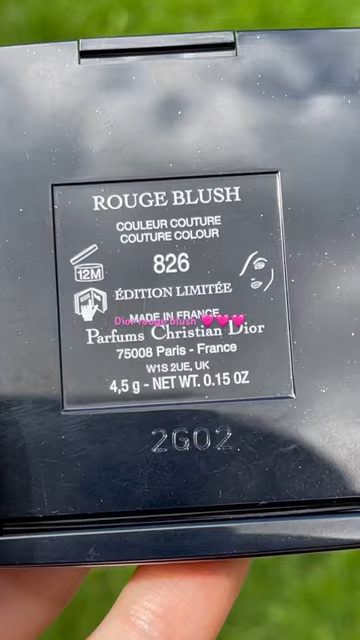 ROUGE BLUSH
COULEUR COUTURE
COUTURE COLOUR
826
12M
ÉDITION LIMITÉE
MADE IN FRANCE
Dior rouge blush 💗💗💗
Parfums Christian Dior
75008 Paris - France
W1S 2UE, UK
4,5 g - NET WT. 0.15 OZ
2G02